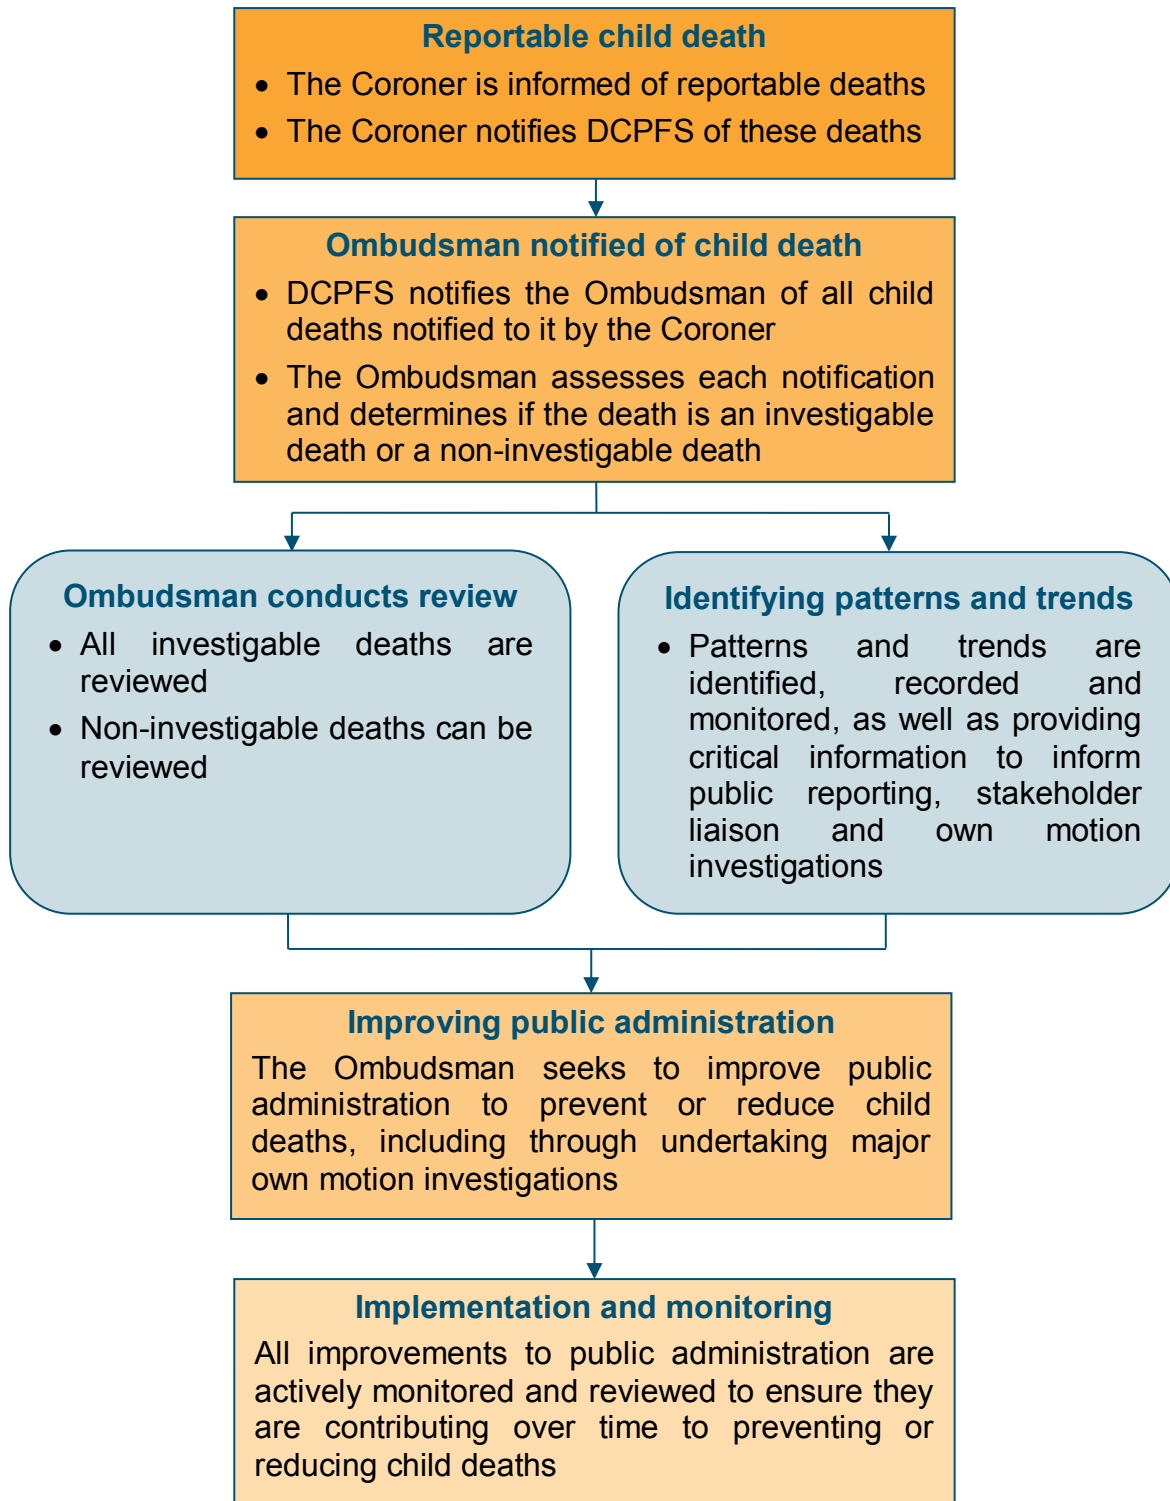 Reportable child death
• The Coroner is informed of reportable deaths
• The Coroner notifies DCPFS of these deaths
Ombudsman notified of child death
• DCPFS notifies the Ombudsman of all child
deaths notified to it by the Coroner
• The Ombudsman assesses each notification
and determines if the death is an investigable
death or a non-investigable death
Ombudsman conducts review
• All investigable deaths are
reviewed
• Non-investigable deaths can be
reviewed
Identifying patterns and trends
• Patterns and trends are
identified, recorded and
monitored, as well as providing
critical information to inform
public reporting, stakeholder
liaison and own motion
investigations
Improving public administration
The Ombudsman seeks to improve public
administration to prevent or reduce child
deaths, including through undertaking major
own motion investigations
Implementation and monitoring
All improvements to public administration are
actively monitored and reviewed to ensure they
are contributing over time to preventing or
reducing child deaths